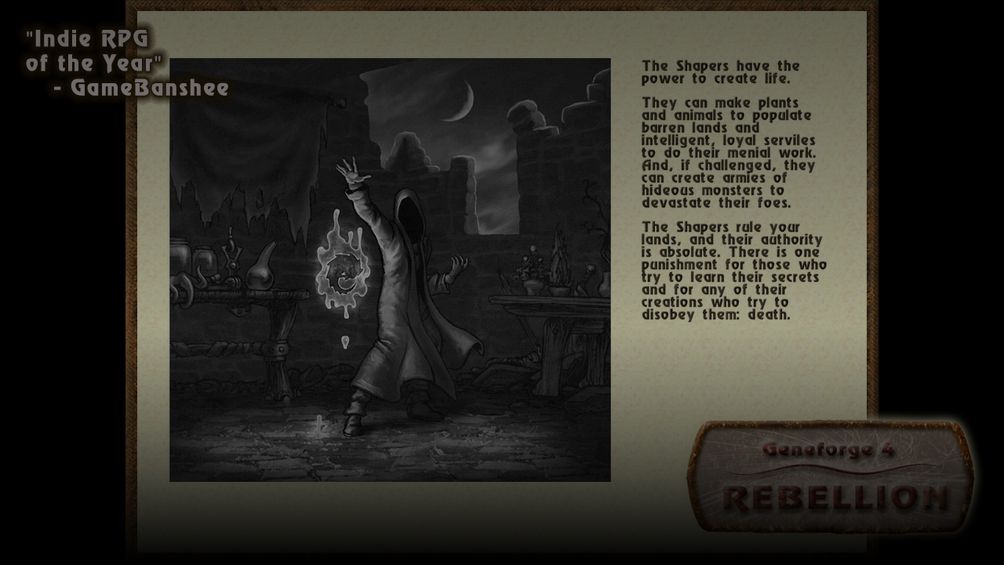 "Indie RPG
of the Year"
- GameBanshee
The Shapers have the
power to create life.
They can make plants
and animals to populate
barren lands and
intelligent, loyal serviles
to do their menial work.
And, if challenged, they
can create armies of
hideous monsters to
devastate their foes.
The Shapers rule your
lands, and their authority
is absolute. There is one
punishment for those who
try to learn their secrets
and for any of their
creations who try to
disobey them: death.
Geneforge 4
REBELLION